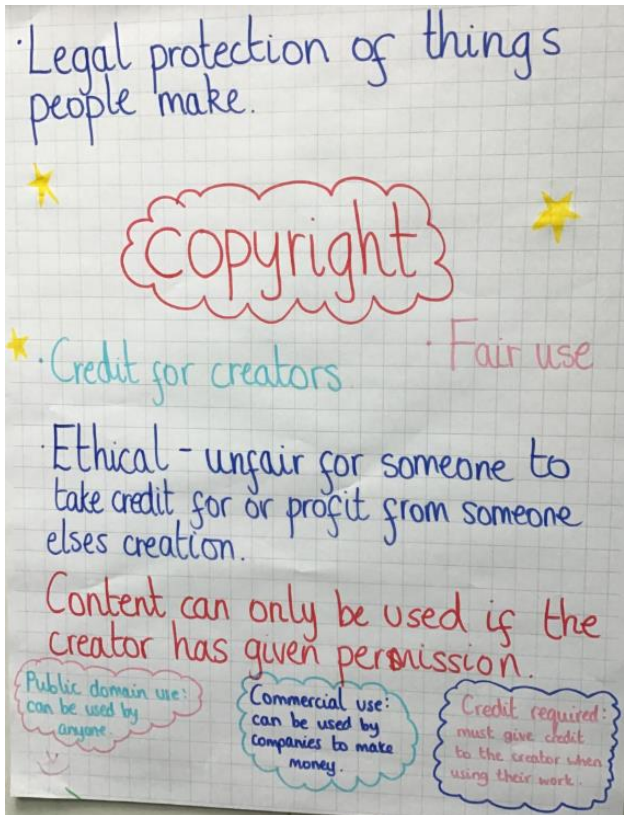 ·Legal protection of things
people make.
copyright
·Credit for creators
·Fair use
·Ethical - unfair for someone to
take credit for or profit from someone
elses creation.
Content can only be used if the
creator has given permission.
Public domain use:
can be used by
anyone.
Commercial use:
can be used by
companies to make
money.
Credit required:
must give credit
to the creator when
using their work.